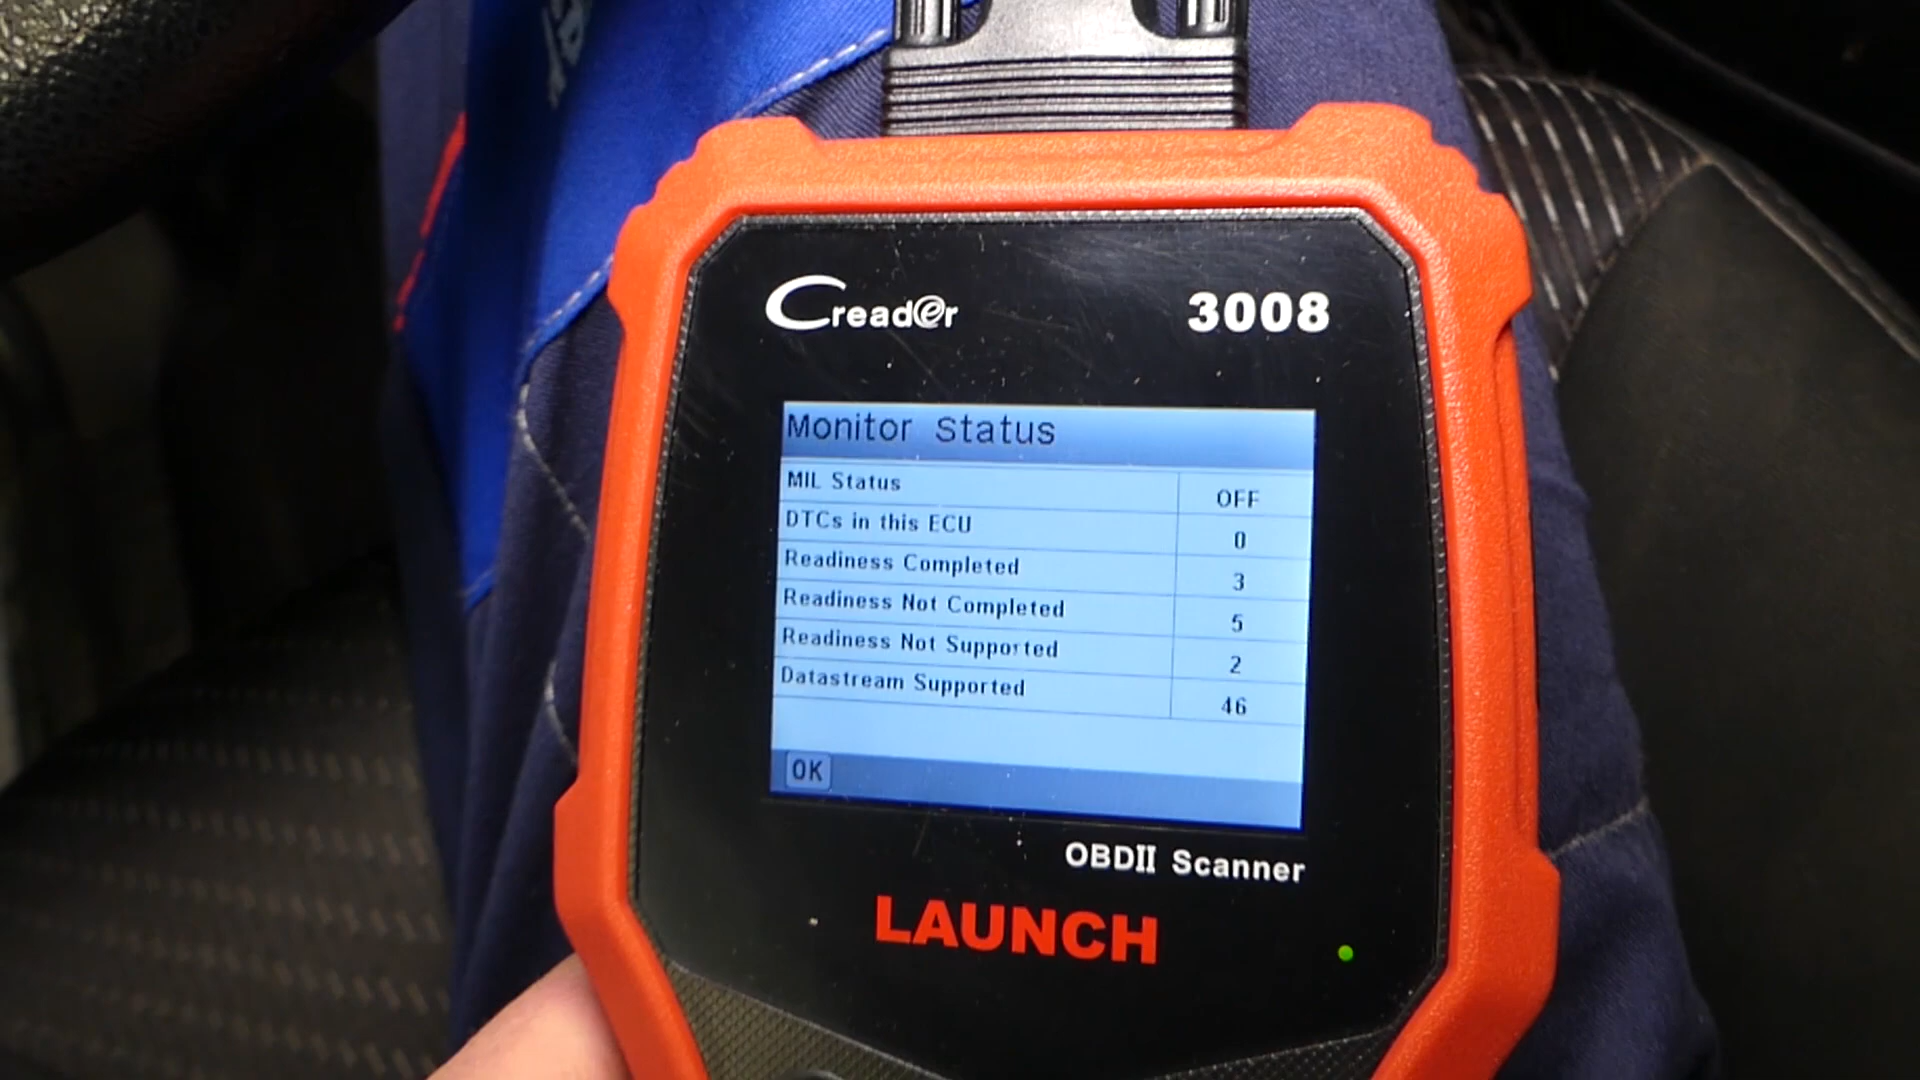 Creader 3008
Monitor Status
MIL Status OFF
DTCs in this ECU 0
Readiness Completed 3
Readiness Not Completed 5
Readiness Not Supported 2
Datastream Supported 46
OK
OBDII Scanner
LAUNCH